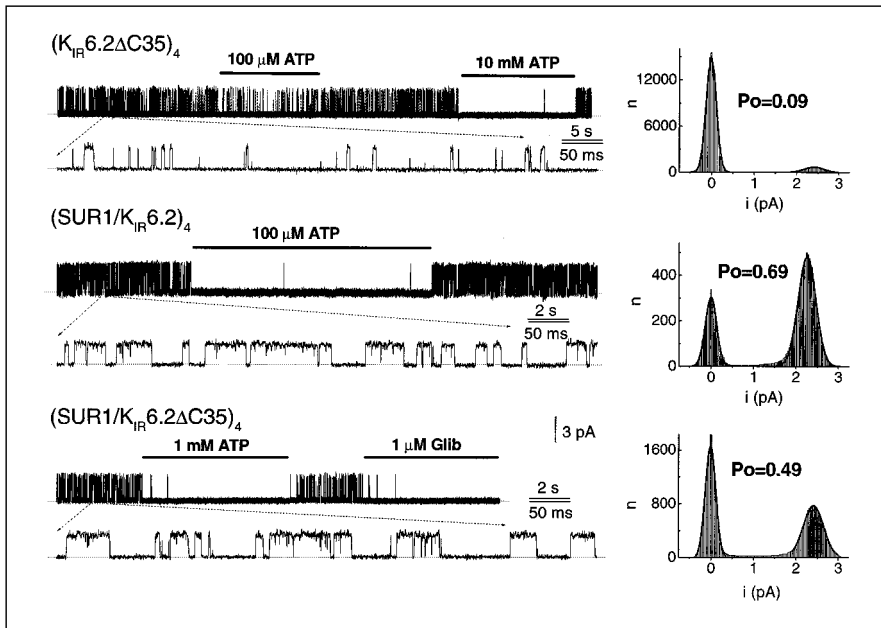 (KIR6.2ΔC35)4
100 μM ATP
10 mM ATP
5 s
50 ms
n
12000
6000
0
Po=0.09
0 1 2 3
i (pA)
(SUR1/KIR6.2)4
100 μM ATP
2 s
50 ms
n
400
200
0
Po=0.69
0 1 2 3
i (pA)
(SUR1/KIR6.2ΔC35)4
1 mM ATP
1 μM Glib
3 pA
2 s
50 ms
n
1600
800
0
Po=0.49
0 1 2 3
i (pA)